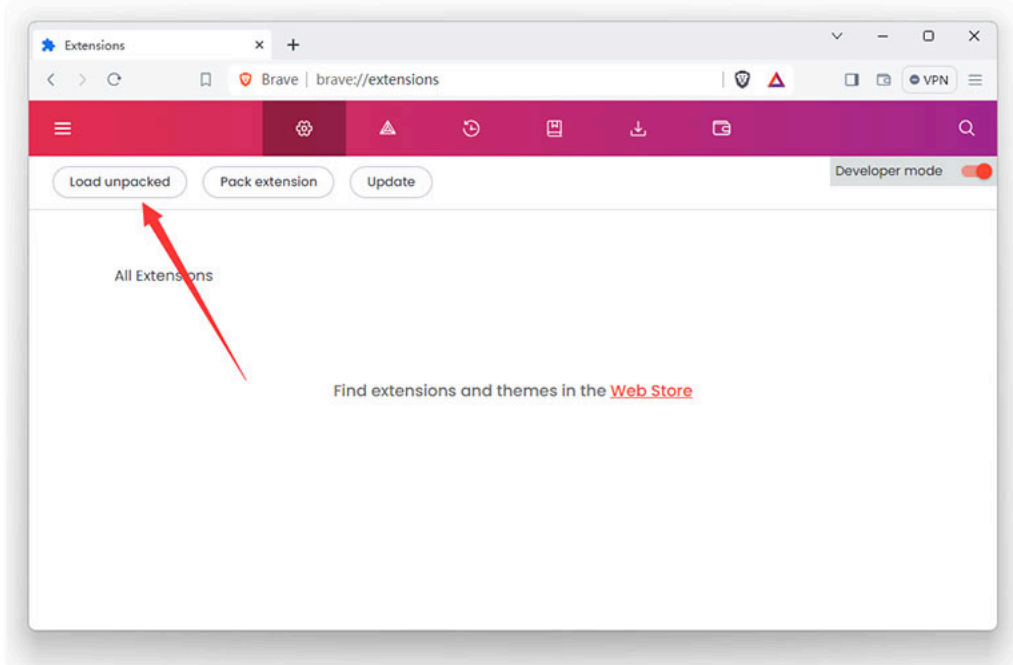 Extensions
Brave | brave://extensions
VPN
Load unpacked Pack extension Update Developer mode
All Extensions
Find extensions and themes in the Web Store